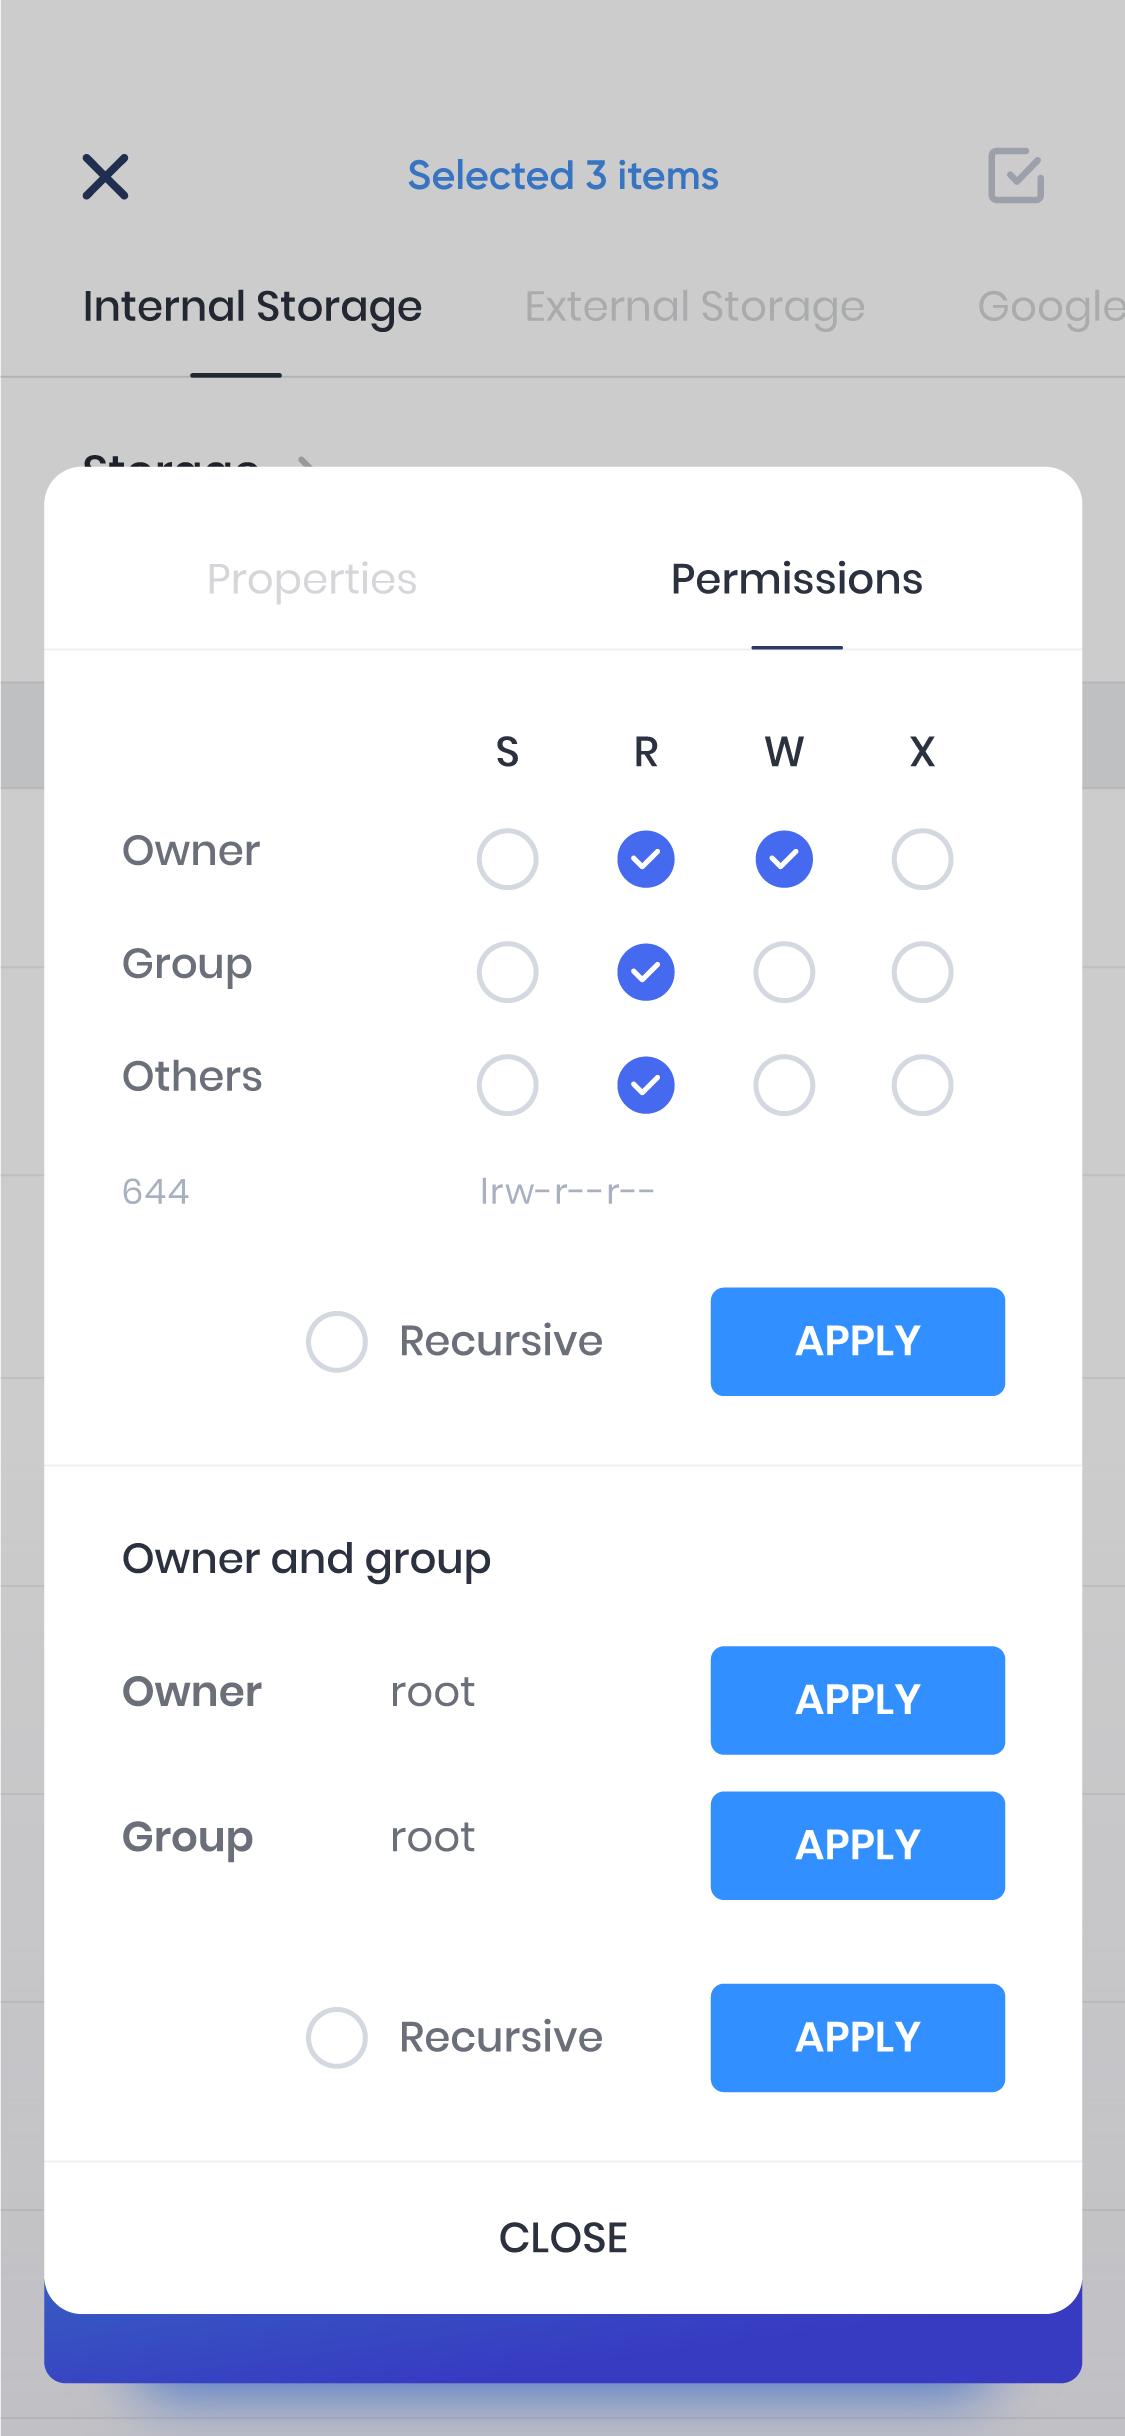 Selected 3 items
Internal Storage External Storage Google
Storage
Properties Permissions
S R W X
Owner
Group
Others
644 lrw-r--r--
Recursive APPLY
Owner and group
Owner root APPLY
Group root APPLY
Recursive APPLY
CLOSE